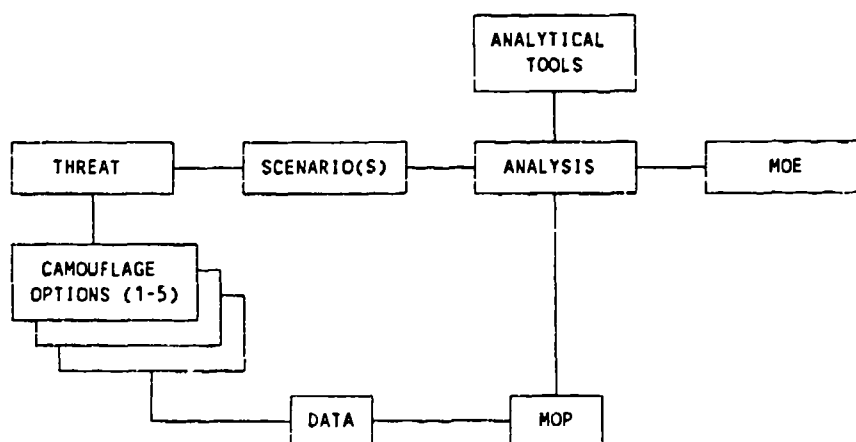 ANALYTICAL
TOOLS
THREAT
SCENARIO(S)
ANALYSIS
MOE
CAMOUFLAGE
OPTIONS (1-5)
DATA
MOP